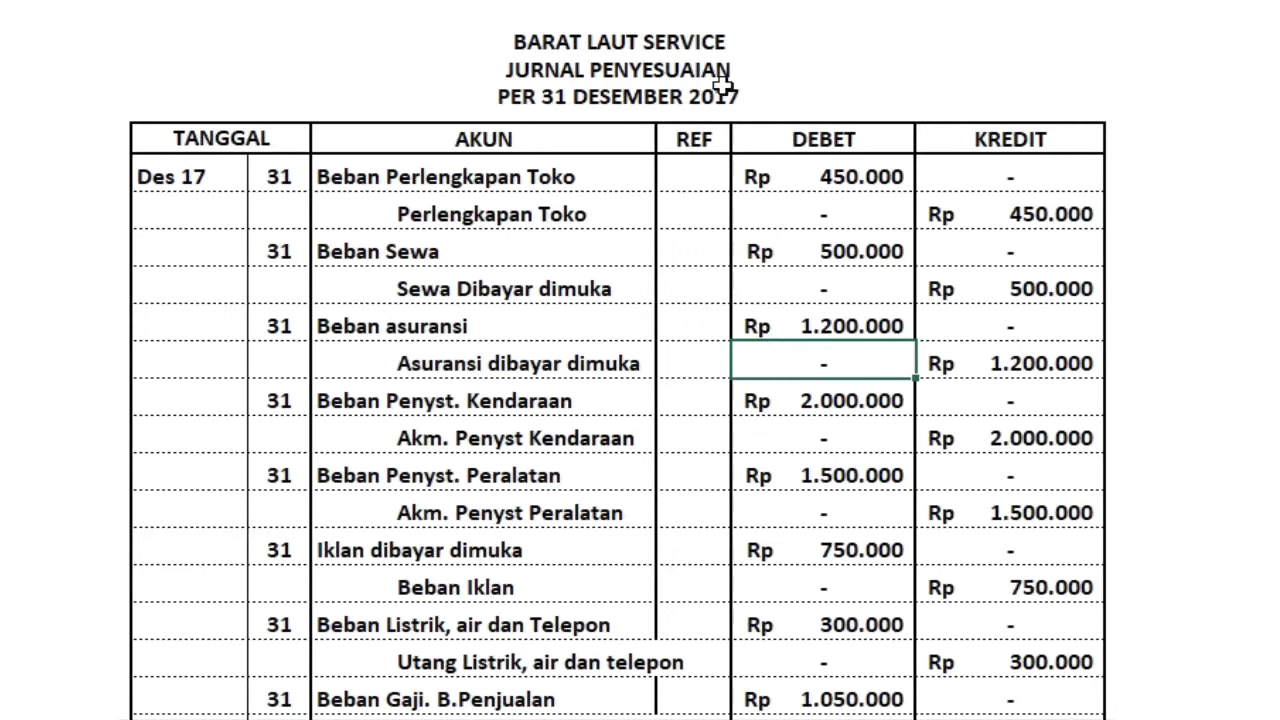 BARAT LAUT SERVICE
JURNAL PENYESUAIAN
PER 31 DESEMBER 2017
TANGGAL AKUN REF DEBET KREDIT
Des 17 31 Beban Perlengkapan Toko Rp 450.000 -
Perlengkapan Toko - Rp 450.000
31 Beban Sewa Rp 500.000 -
Sewa Dibayar dimuka - Rp 500.000
31 Beban asuransi Rp 1.200.000 -
Asuransi dibayar dimuka - Rp 1.200.000
31 Beban Penyst. Kendaraan Rp 2.000.000 -
Akm. Penyst Kendaraan - Rp 2.000.000
31 Beban Penyst. Peralatan Rp 1.500.000 -
Akm. Penyst Peralatan - Rp 1.500.000
31 Iklan dibayar dimuka Rp 750.000 -
Beban Iklan - Rp 750.000
31 Beban Listrik, air dan Telepon Rp 300.000 -
Utang Listrik, air dan telepon - Rp 300.000
31 Beban Gaji. B.Penjualan Rp 1.050.000 -